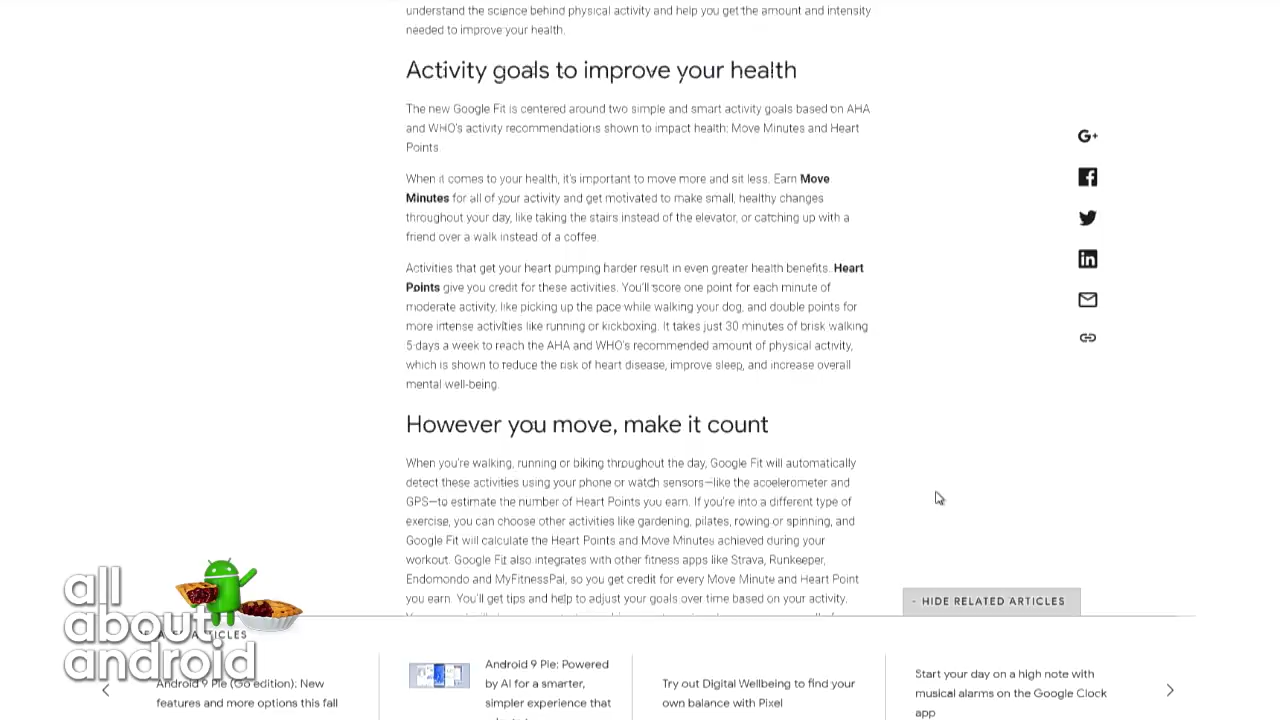 understand the science behind physical activity and help you get the amount and intensity
needed to improve your health.
Activity goals to improve your health
The new Google Fit is centered around two simple and smart activity goals based on AHA
and WHO's activity recommendations shown to impact health: Move Minutes and Heart
Points.
When it comes to your health, it's important to move more and sit less. Earn Move
Minutes for all of your activity and get motivated to make small, healthy changes
throughout your day, like taking the stairs instead of the elevator, or catching up with a
friend over a walk instead of a coffee.
Activities that get your heart pumping harder result in even greater health benefits. Heart
Points give you credit for these activities. You'll score one point for each minute of
moderate activity, like picking up the pace while walking your dog, and double points for
more intense activities like running or kickboxing. It takes just 30 minutes of brisk walking
5 days a week to reach the AHA and WHO's recommended amount of physical activity,
which is shown to reduce the risk of heart disease, improve sleep, and increase overall
mental well-being.
However you move, make it count
When you're walking, running or biking throughout the day, Google Fit will automatically
detect these activities using your phone or watch sensors—like the accelerometer and
GPS—to estimate the number of Heart Points you earn. If you're into a different type of
exercise, you can choose other activities like gardening, pilates, rowing or spinning, and
Google Fit will calculate the Heart Points and Move Minutes achieved during your
workout. Google Fit also integrates with other fitness apps like Strava, Runkeeper,
Endomondo and MyFitnessPal, so you get credit for every Move Minute and Heart Point
you earn. You'll get tips and help to adjust your goals over time based on your activity.
G+
in
- HIDE RELATED ARTICLES
all
about
android
ARTICLES
Android 9 Pie (Go edition): New
features and more options this fall
Android 9 Pie: Powered
by AI for a smarter,
simpler experience that
Try out Digital Wellbeing to find your
own balance with Pixel
Start your day on a high note with
musical alarms on the Google Clock
app